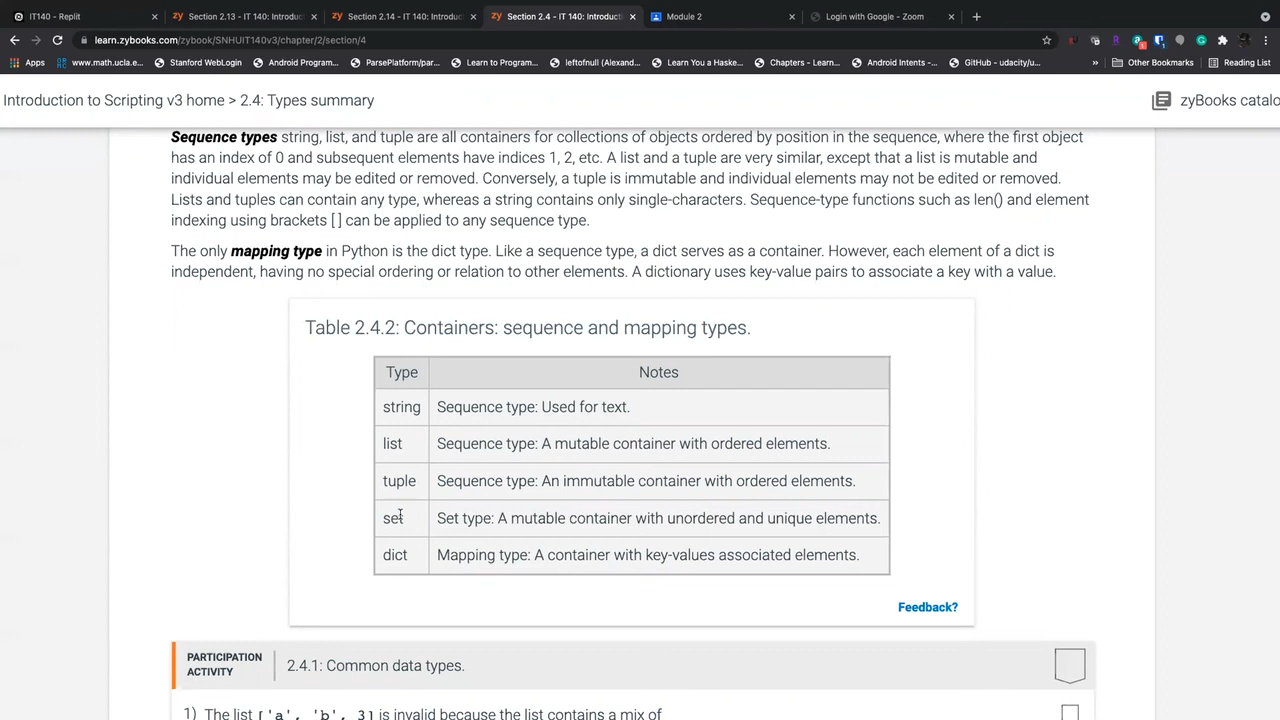 IT140 - Replit
Section 2.13 - IT 140: Introduc
Section 2.14 - IT 140: Introduc
Section 2.4 - IT 140: Introducti
Module 2
Login with Google - Zoom
learn.zybooks.com/zybook/SNHUIT140v3/chapter/2/section/4
Apps www.math.ucla.e... Stanford WebLogin Android Program... ParsePlatform/par... Learn to Program... leftofnull (Alexand... Learn You a Haske... Chapters - Learn... Android Intents -... GitHub - udacity/u... » Other Bookmarks Reading List
Introduction to Scripting v3 home > 2.4: Types summary
zyBooks catalo
Sequence types string, list, and tuple are all containers for collections of objects ordered by position in the sequence, where the first object
has an index of 0 and subsequent elements have indices 1, 2, etc. A list and a tuple are very similar, except that a list is mutable and
individual elements may be edited or removed. Conversely, a tuple is immutable and individual elements may not be edited or removed.
Lists and tuples can contain any type, whereas a string contains only single-characters. Sequence-type functions such as len() and element
indexing using brackets [ ] can be applied to any sequence type.
The only mapping type in Python is the dict type. Like a sequence type, a dict serves as a container. However, each element of a dict is
independent, having no special ordering or relation to other elements. A dictionary uses key-value pairs to associate a key with a value.
Table 2.4.2: Containers: sequence and mapping types.
Type Notes
string Sequence type: Used for text.
list Sequence type: A mutable container with ordered elements.
tuple Sequence type: An immutable container with ordered elements.
set Set type: A mutable container with unordered and unique elements.
dict Mapping type: A container with key-values associated elements.
Feedback?
PARTICIPATION
ACTIVITY
2.4.1: Common data types.
1) The list ['a', 'b', 3] is invalid because the list contains a mix of